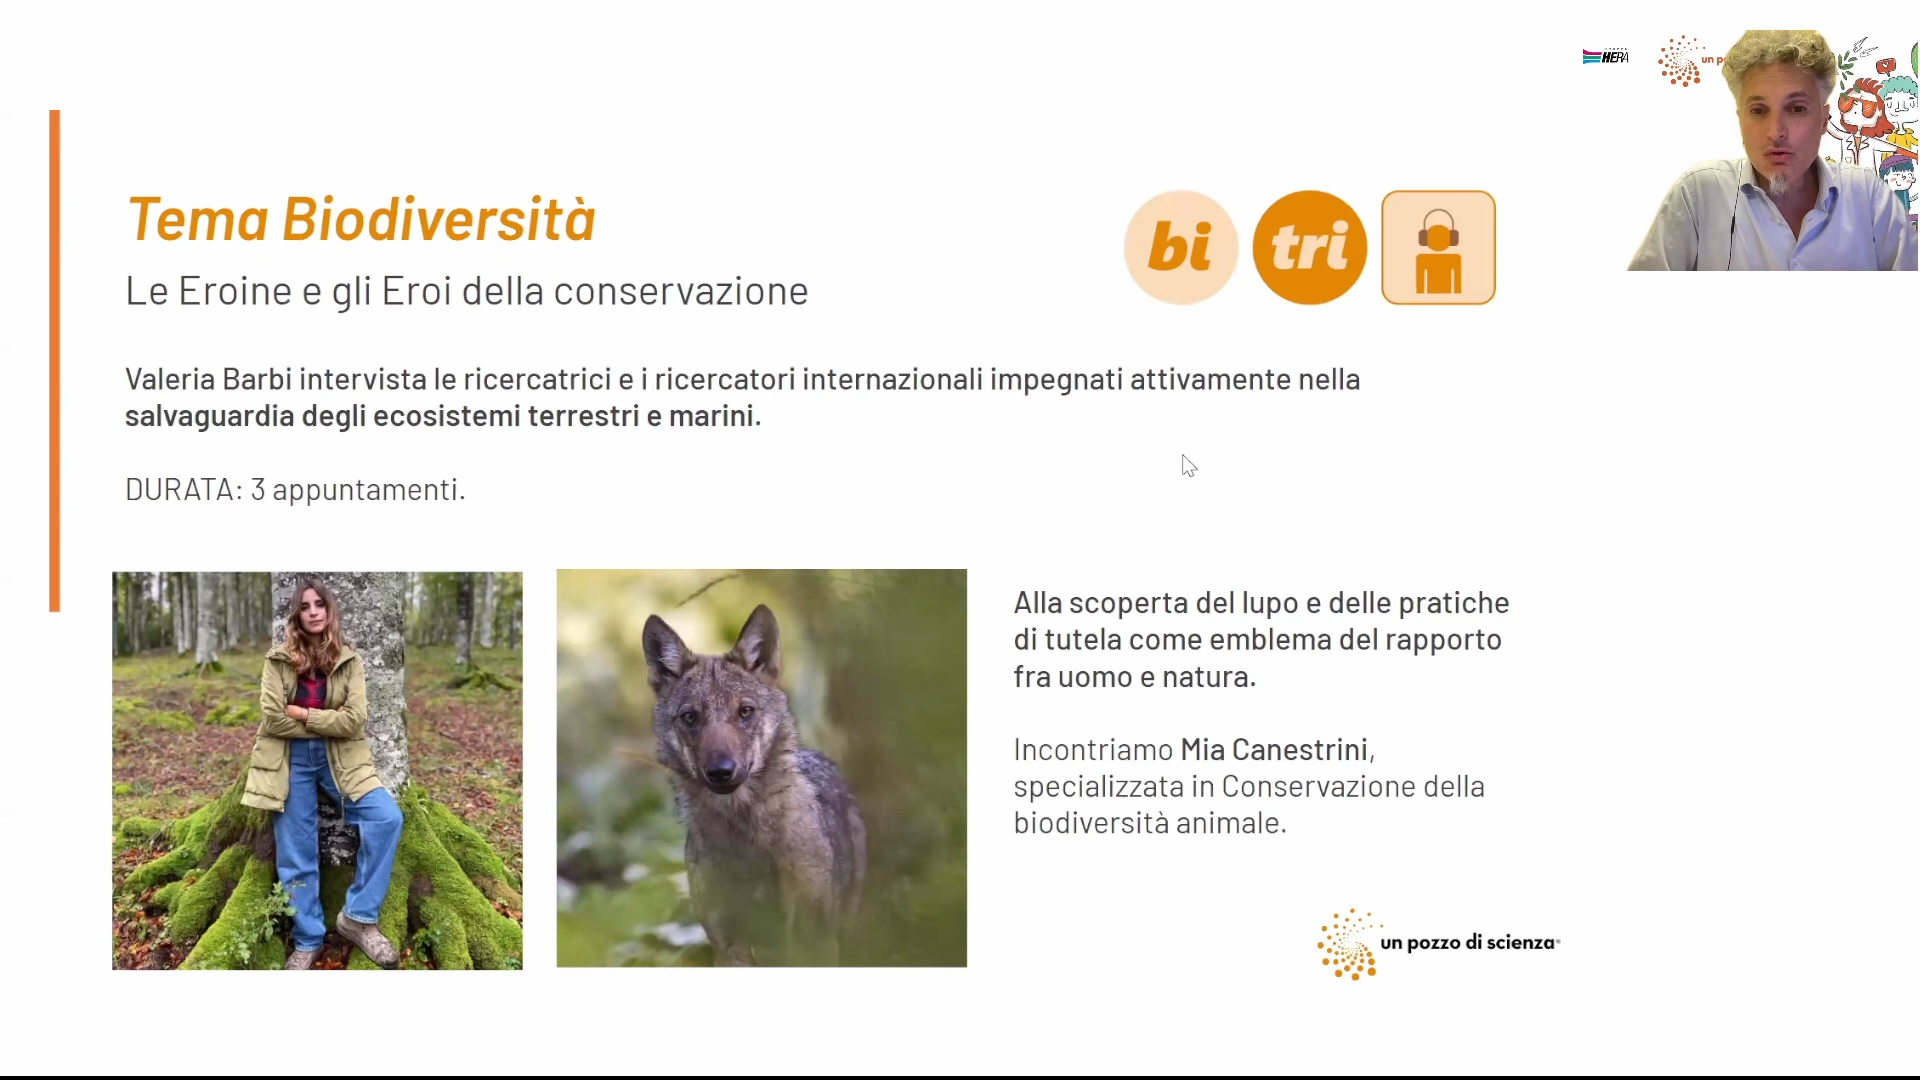 HERA
un po
Tema Biodiversità
bi
tri
Le Eroine e gli Eroi della conservazione
Valeria Barbi intervista le ricercatrici e i ricercatori internazionali impegnati attivamente nella
salvaguardia degli ecosistemi terrestri e marini.
DURATA: 3 appuntamenti.
Alla scoperta del lupo e delle pratiche
di tutela come emblema del rapporto
fra uomo e natura.
Incontriamo Mia Canestrini,
specializzata in Conservazione della
biodiversità animale.
un pozzo di scienza